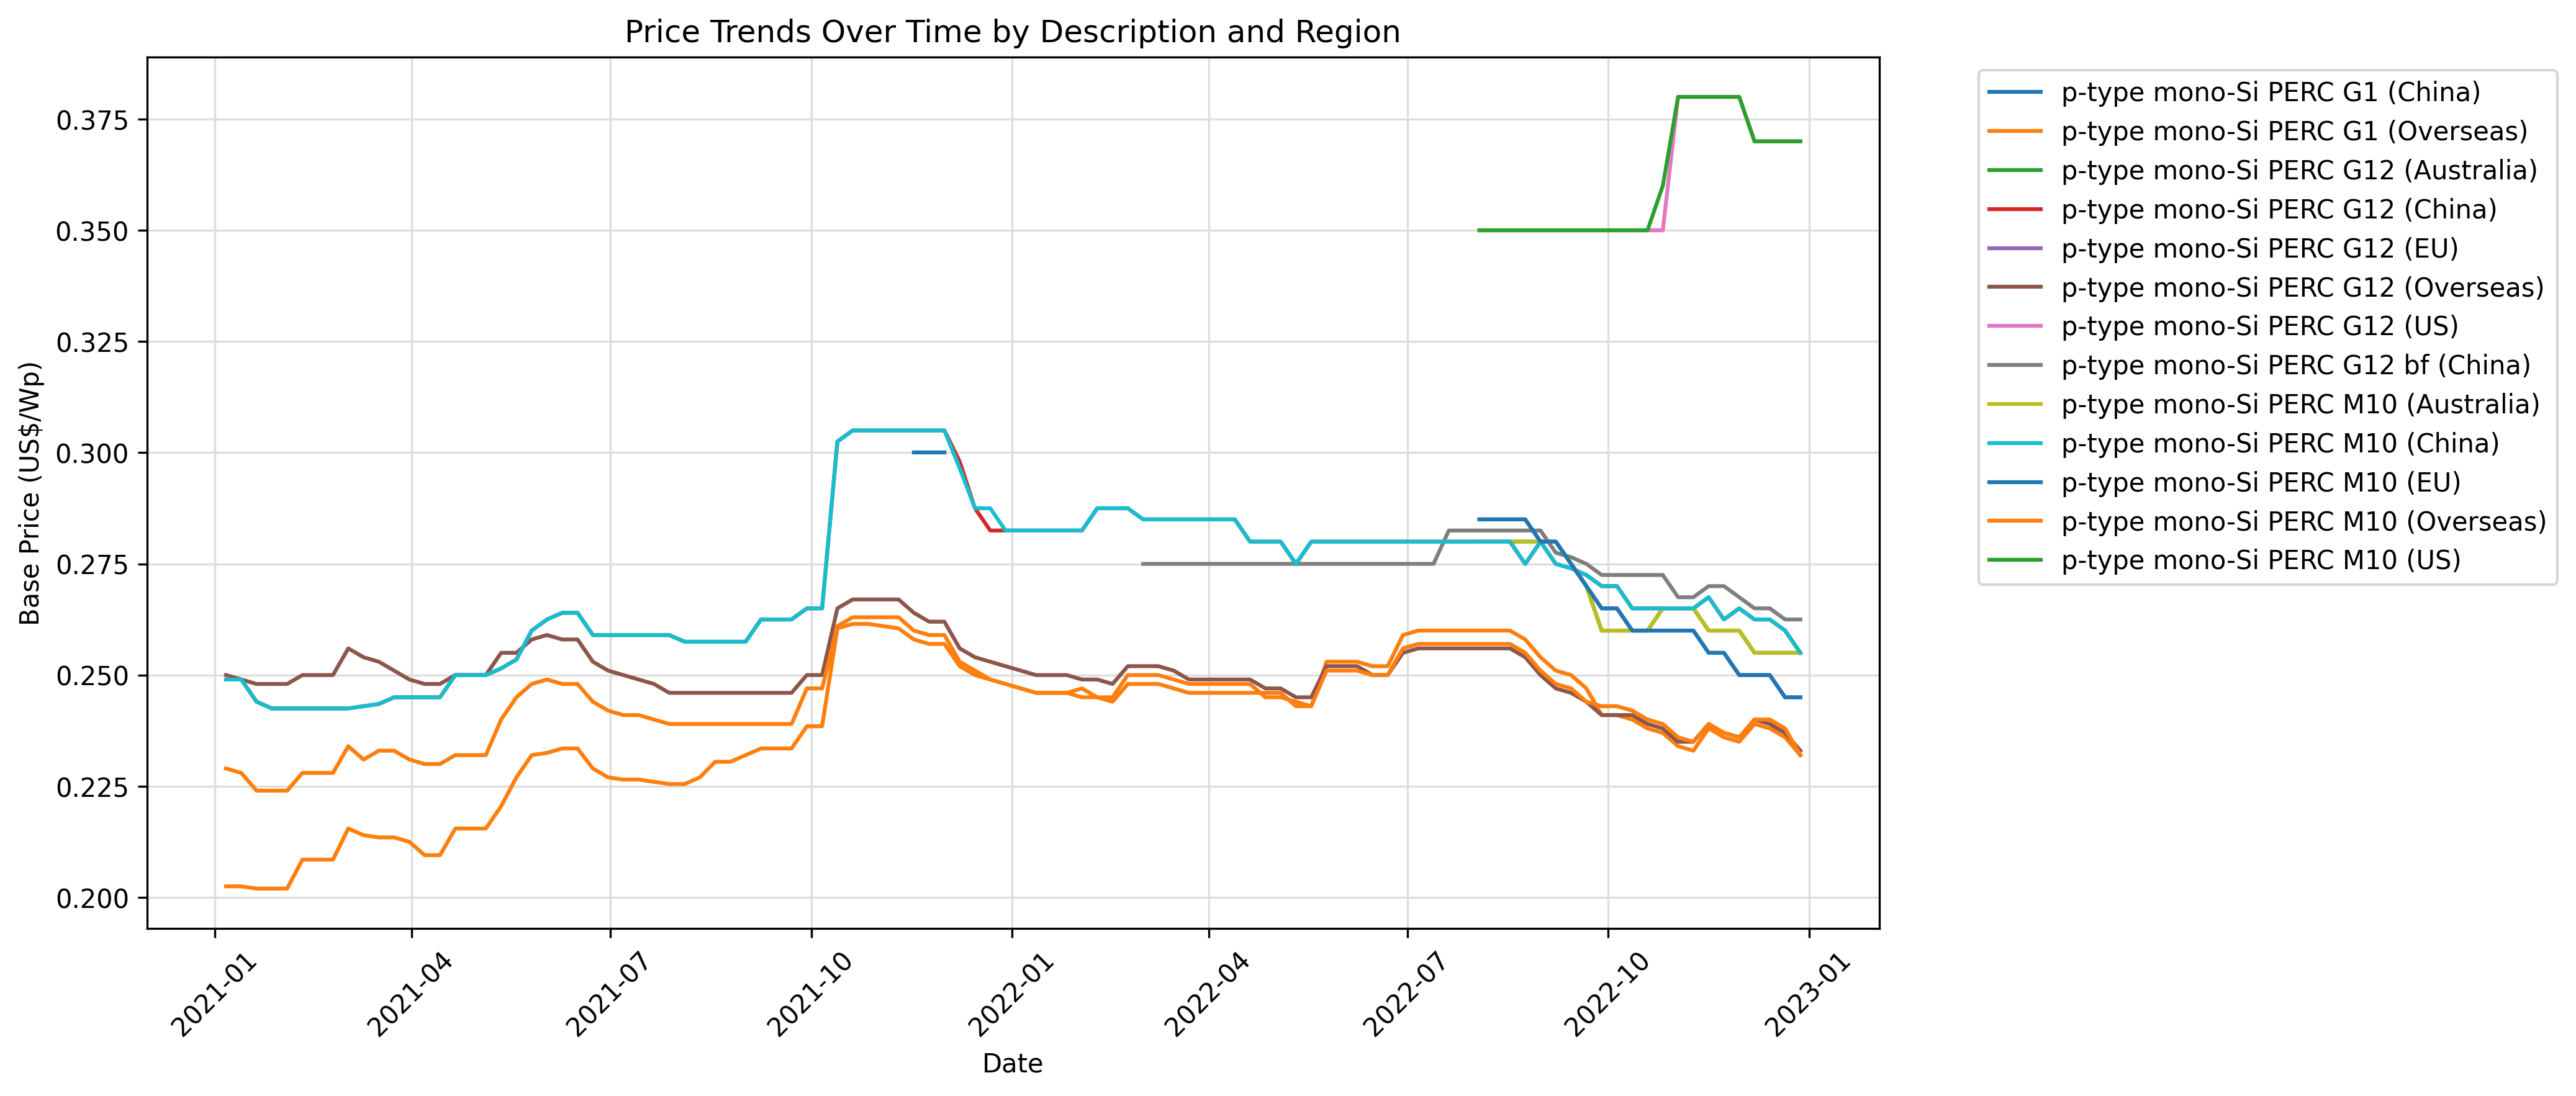 Price Trends Over Time by Description and Region
Base Price (US$/Wp)
0.375
0.350
0.325
0.300
0.275
0.250
0.225
0.200
2021-01
2021-04
2021-07
2021-10
2022-01
2022-04
2022-07
2022-10
2023-01
Date
p-type mono-Si PERC G1 (China)
p-type mono-Si PERC G1 (Overseas)
p-type mono-Si PERC G12 (Australia)
p-type mono-Si PERC G12 (China)
p-type mono-Si PERC G12 (EU)
p-type mono-Si PERC G12 (Overseas)
p-type mono-Si PERC G12 (US)
p-type mono-Si PERC G12 bf (China)
p-type mono-Si PERC M10 (Australia)
p-type mono-Si PERC M10 (China)
p-type mono-Si PERC M10 (EU)
p-type mono-Si PERC M10 (Overseas)
p-type mono-Si PERC M10 (US)